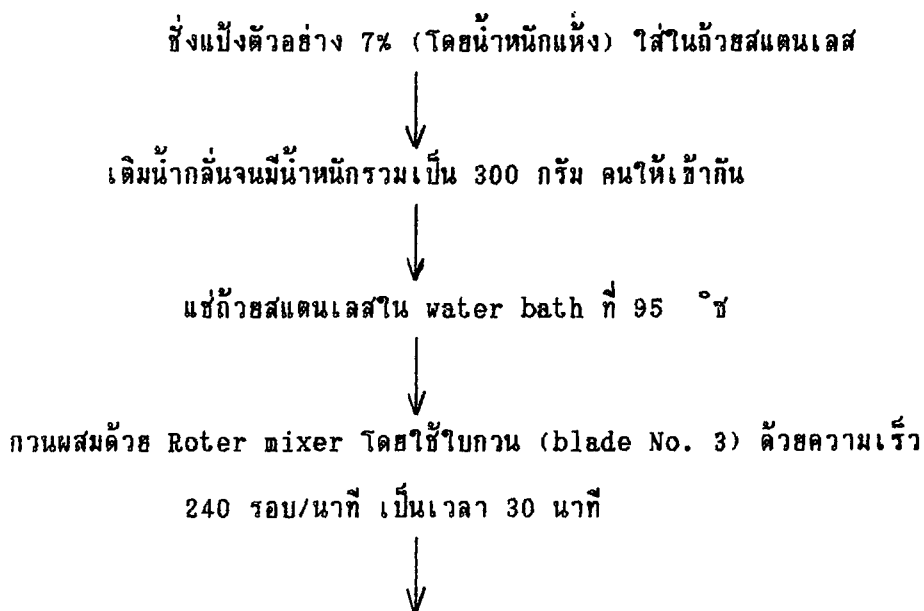 ชั่งแป้งตัวอย่าง 7% (โดยน้ำหนักแห้ง) ใส่ในถ้วยสแตนเลส
เติมน้ำกลั่นจนมีน้ำหนักรวมเป็น 300 กรัม คนให้เข้ากัน
แช่ถ้วยสแตนเลสใน water bath ที่ 95 °ซ
กวนผสมด้วย Roter mixer โดยใช้ใบกวน (blade No. 3) ด้วยความเร็ว
240 รอบ/นาที เป็นเวลา 30 นาที